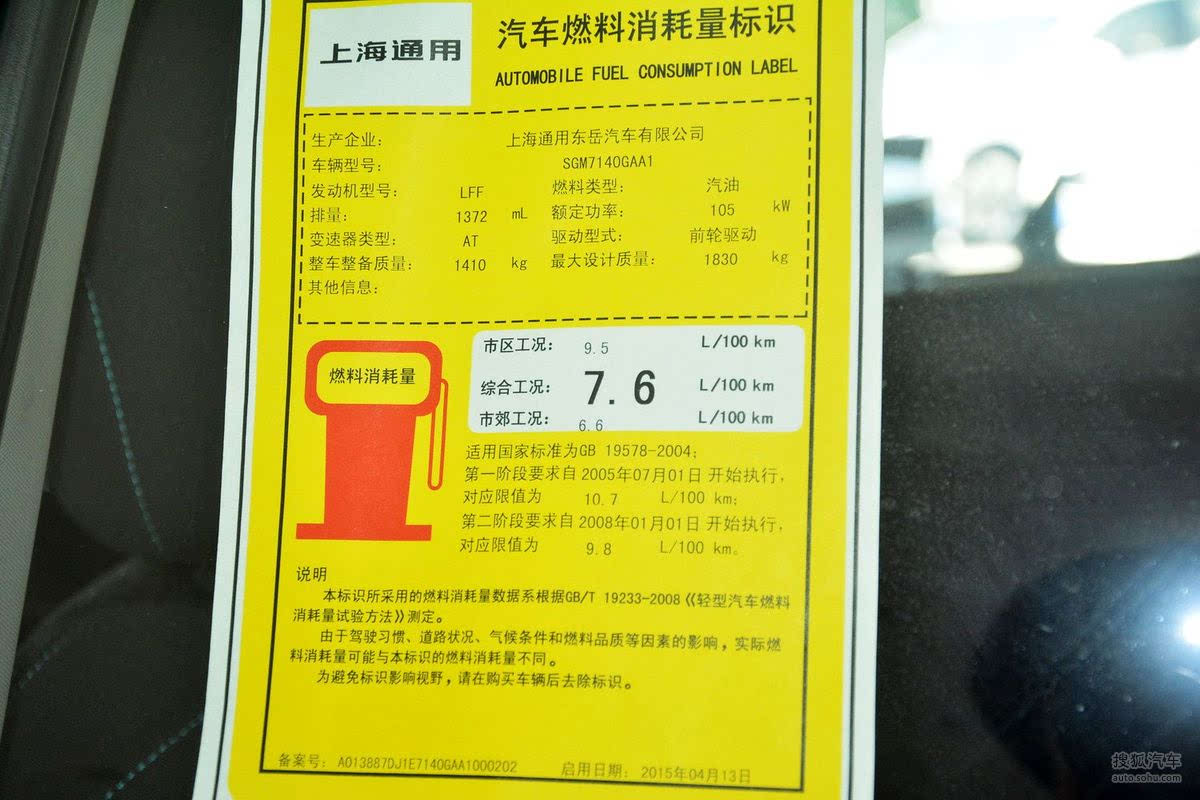 上海通用
汽车燃料消耗量标识
AUTOMOBILE FUEL CONSUMPTION LABEL
生产企业: 上海通用东岳汽车有限公司
车辆型号: SGM7140GAA1
发动机型号: LFF 燃料类型: 汽油
排量: 1372 mL 额定功率: 105 kW
变速器类型: AT 驱动型式: 前轮驱动
整车整备质量: 1410 kg 最大设计质量: 1830 kg
其他信息:
燃料消耗量
市区工况: 9.5 L/100 km
综合工况: 7.6 L/100 km
市郊工况: 6.6 L/100 km
适用国家标准为GB 19578-2004;
第一阶段要求自 2005年07月01日 开始执行,
对应限值为 10.7 L/100 km;
第二阶段要求自 2008年01月01日 开始执行,
对应限值为 9.8 L/100 km。
说明
本标识所采用的燃料消耗量数据系根据GB/T 19233-2008《《轻型汽车燃料
消耗量试验方法》》测定。
由于驾驶习惯、道路状况、气候条件和燃料品质等因素的影响，实际燃
料消耗量可能与本标识的燃料消耗量不同。
为避免标识影响视野，请在购买车辆后去除标识。
备案号: A013887DJ1E7140GAA1000202 启用日期: 2015年04月13日
搜狐汽车
auto.sohu.com